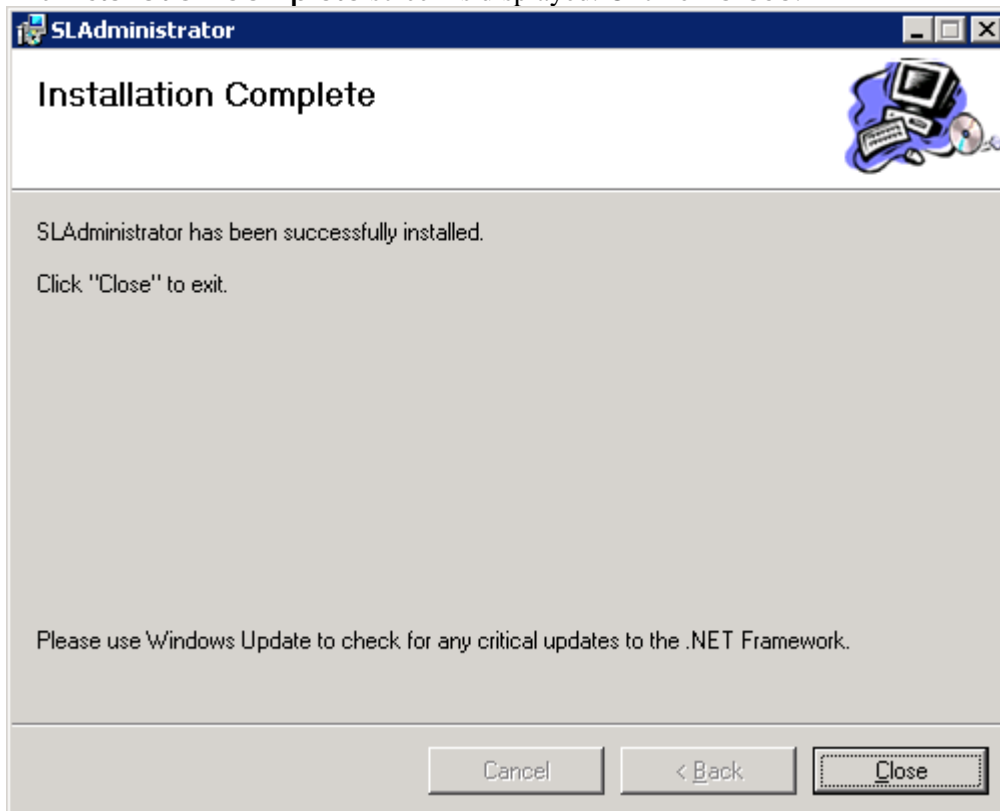 SLAdministrator
Installation Complete
SLAdministrator has been successfully installed.
Click "Close" to exit.
Please use Windows Update to check for any critical updates to the .NET Framework.
Cancel
< Back
Close